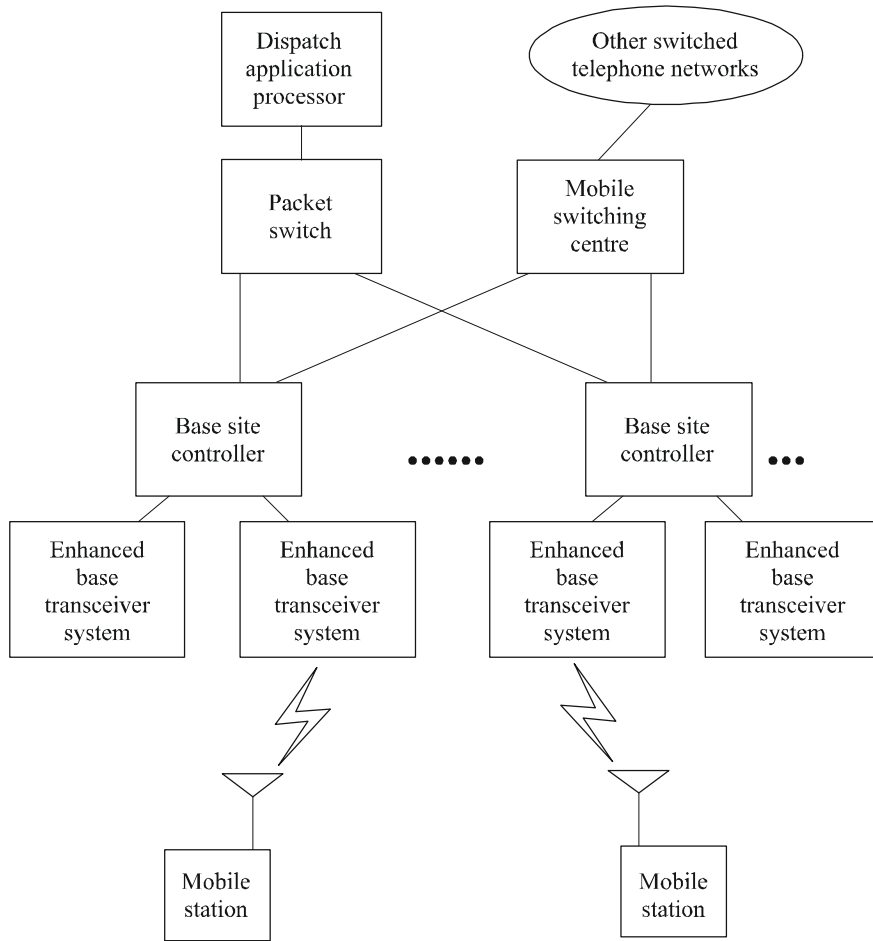 Dispatch
application
processor
Other switched
telephone networks
Packet
switch
Mobile
switching
centre
Base site
controller
Base site
controller
Enhanced
base
transceiver
system
Enhanced
base
transceiver
system
Enhanced
base
transceiver
system
Enhanced
base
transceiver
system
Mobile
station
Mobile
station